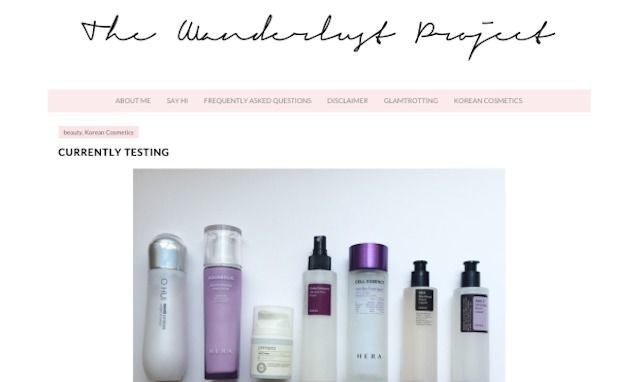 The Wanderlust Project
ABOUT ME SAY HI FREQUENTLY ASKED QUESTIONS DISCLAIMER GLAMTROTTING KOREAN COSMETICS
beauty, Korean Cosmetics
CURRENTLY TESTING
O HUI
HERA
CELL ESSENCE
HERA